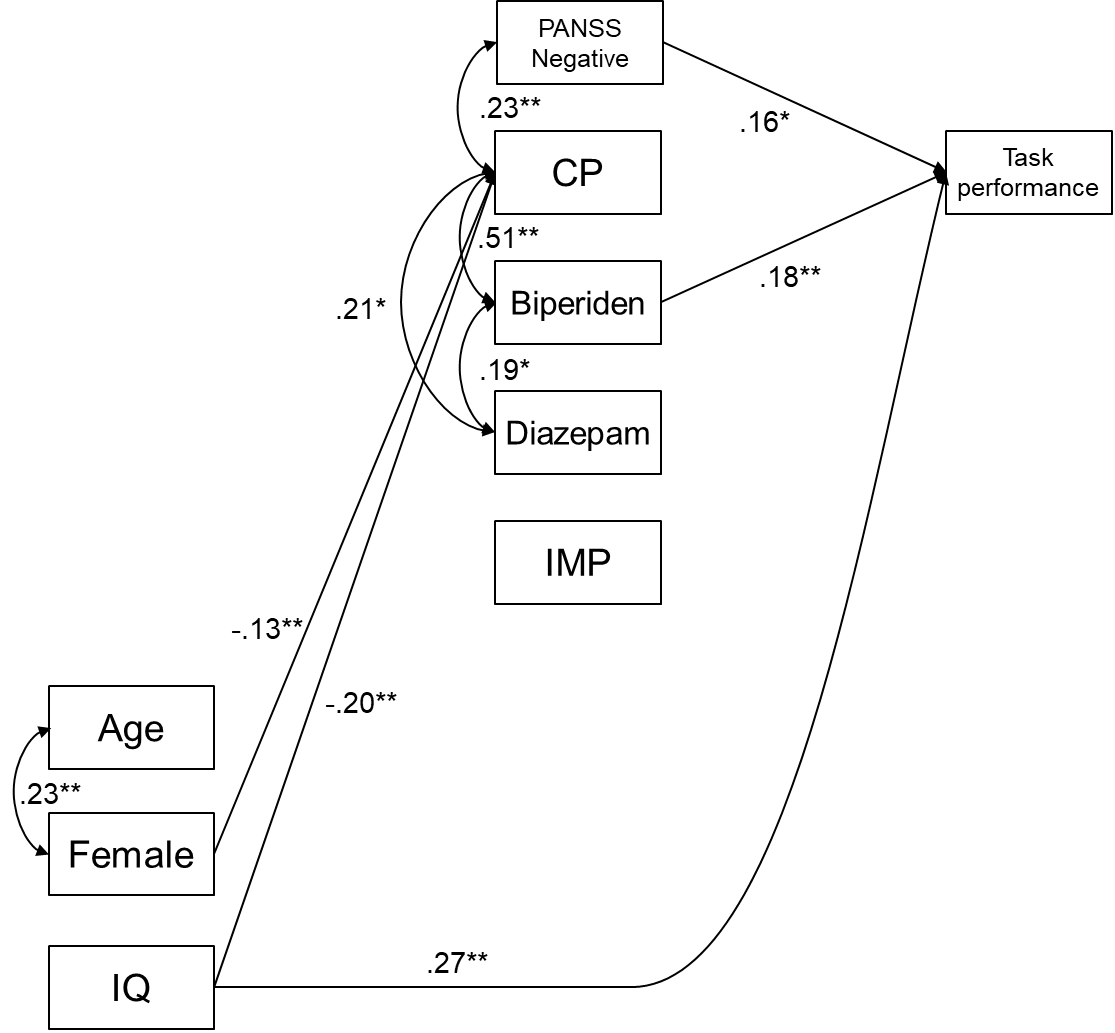 PANSS
Negative
.23**
.16*
CP
Task
performance
.51**
.18**
Biperiden
.21*
.19*
Diazepam
IMP
-.13**
-.20**
Age
.23**
Female
.27**
IQ